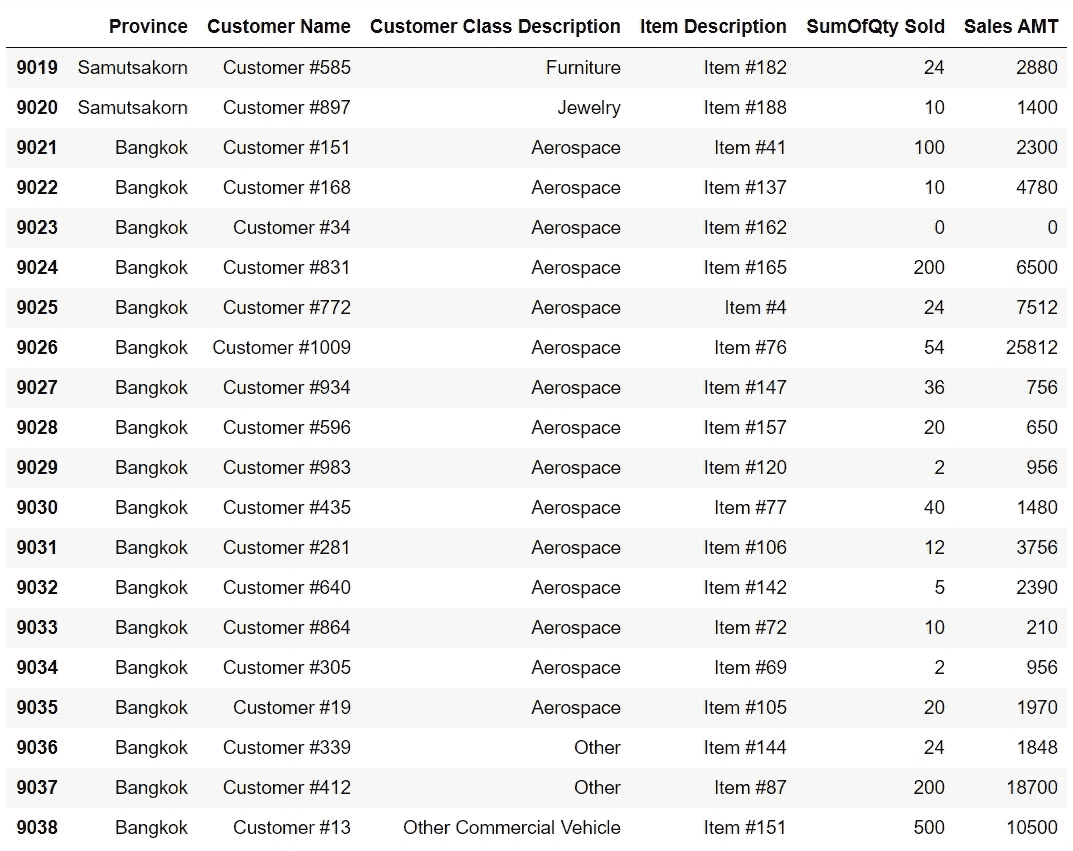 Province Customer Name Customer Class Description Item Description SumOfQty Sold Sales AMT
9019 Samutsakorn Customer #585 Furniture Item #182 24 2880
9020 Samutsakorn Customer #897 Jewelry Item #188 10 1400
9021 Bangkok Customer #151 Aerospace Item #41 100 2300
9022 Bangkok Customer #168 Aerospace Item #137 10 4780
9023 Bangkok Customer #34 Aerospace Item #162 0 0
9024 Bangkok Customer #831 Aerospace Item #165 200 6500
9025 Bangkok Customer #772 Aerospace Item #4 24 7512
9026 Bangkok Customer #1009 Aerospace Item #76 54 25812
9027 Bangkok Customer #934 Aerospace Item #147 36 756
9028 Bangkok Customer #596 Aerospace Item #157 20 650
9029 Bangkok Customer #983 Aerospace Item #120 2 956
9030 Bangkok Customer #435 Aerospace Item #77 40 1480
9031 Bangkok Customer #281 Aerospace Item #106 12 3756
9032 Bangkok Customer #640 Aerospace Item #142 5 2390
9033 Bangkok Customer #864 Aerospace Item #72 10 210
9034 Bangkok Customer #305 Aerospace Item #69 2 956
9035 Bangkok Customer #19 Aerospace Item #105 20 1970
9036 Bangkok Customer #339 Other Item #144 24 1848
9037 Bangkok Customer #412 Other Item #87 200 18700
9038 Bangkok Customer #13 Other Commercial Vehicle Item #151 500 10500